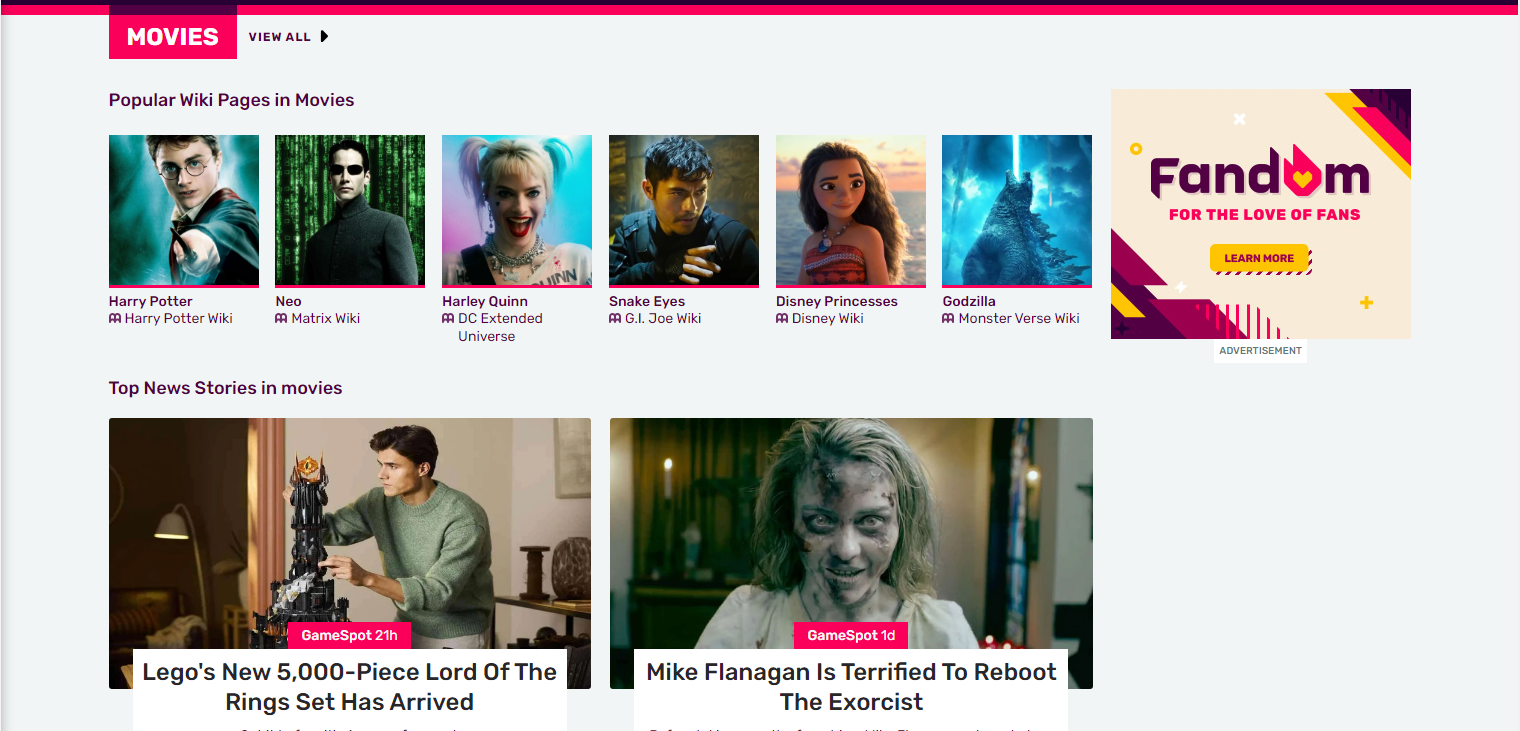 MOVIES
VIEW ALL
Popular Wiki Pages in Movies
Harry Potter
Harry Potter Wiki
Neo
Matrix Wiki
Harley Quinn
DC Extended
Universe
Snake Eyes
G.I. Joe Wiki
Disney Princesses
Disney Wiki
Godzilla
Monster Verse Wiki
Fandom
FOR THE LOVE OF FANS
LEARN MORE
ADVERTISEMENT
Top News Stories in movies
GameSpot 21h
Lego's New 5,000-Piece Lord Of The
Rings Set Has Arrived
GameSpot 1d
Mike Flanagan Is Terrified To Reboot
The Exorcist